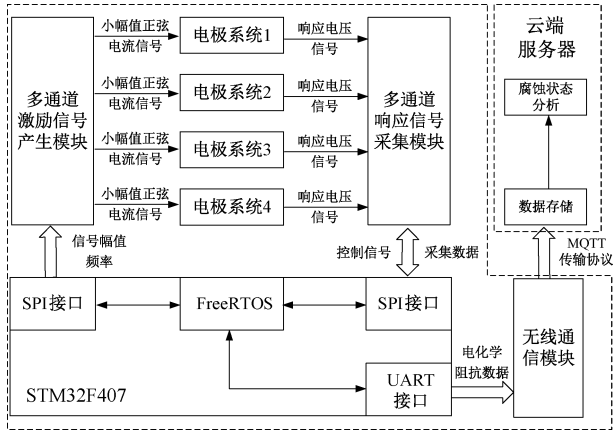 多通道
激励信号
产生模块
小幅值正弦
电流信号
电极系统1
响应电压
信号
小幅值正弦
电流信号
电极系统2
响应电压
信号
小幅值正弦
电流信号
电极系统3
响应电压
信号
小幅值正弦
电流信号
电极系统4
响应电压
信号
多通道
响应信号
采集模块
云端
服务器
腐蚀状态
分析
数据存储
信号幅值
频率
控制信号
采集数据
MQTT
传输协议
SPI接口
FreeRTOS
SPI接口
STM32F407
UART
接口
电化学
阻抗数据
无线通
信模块